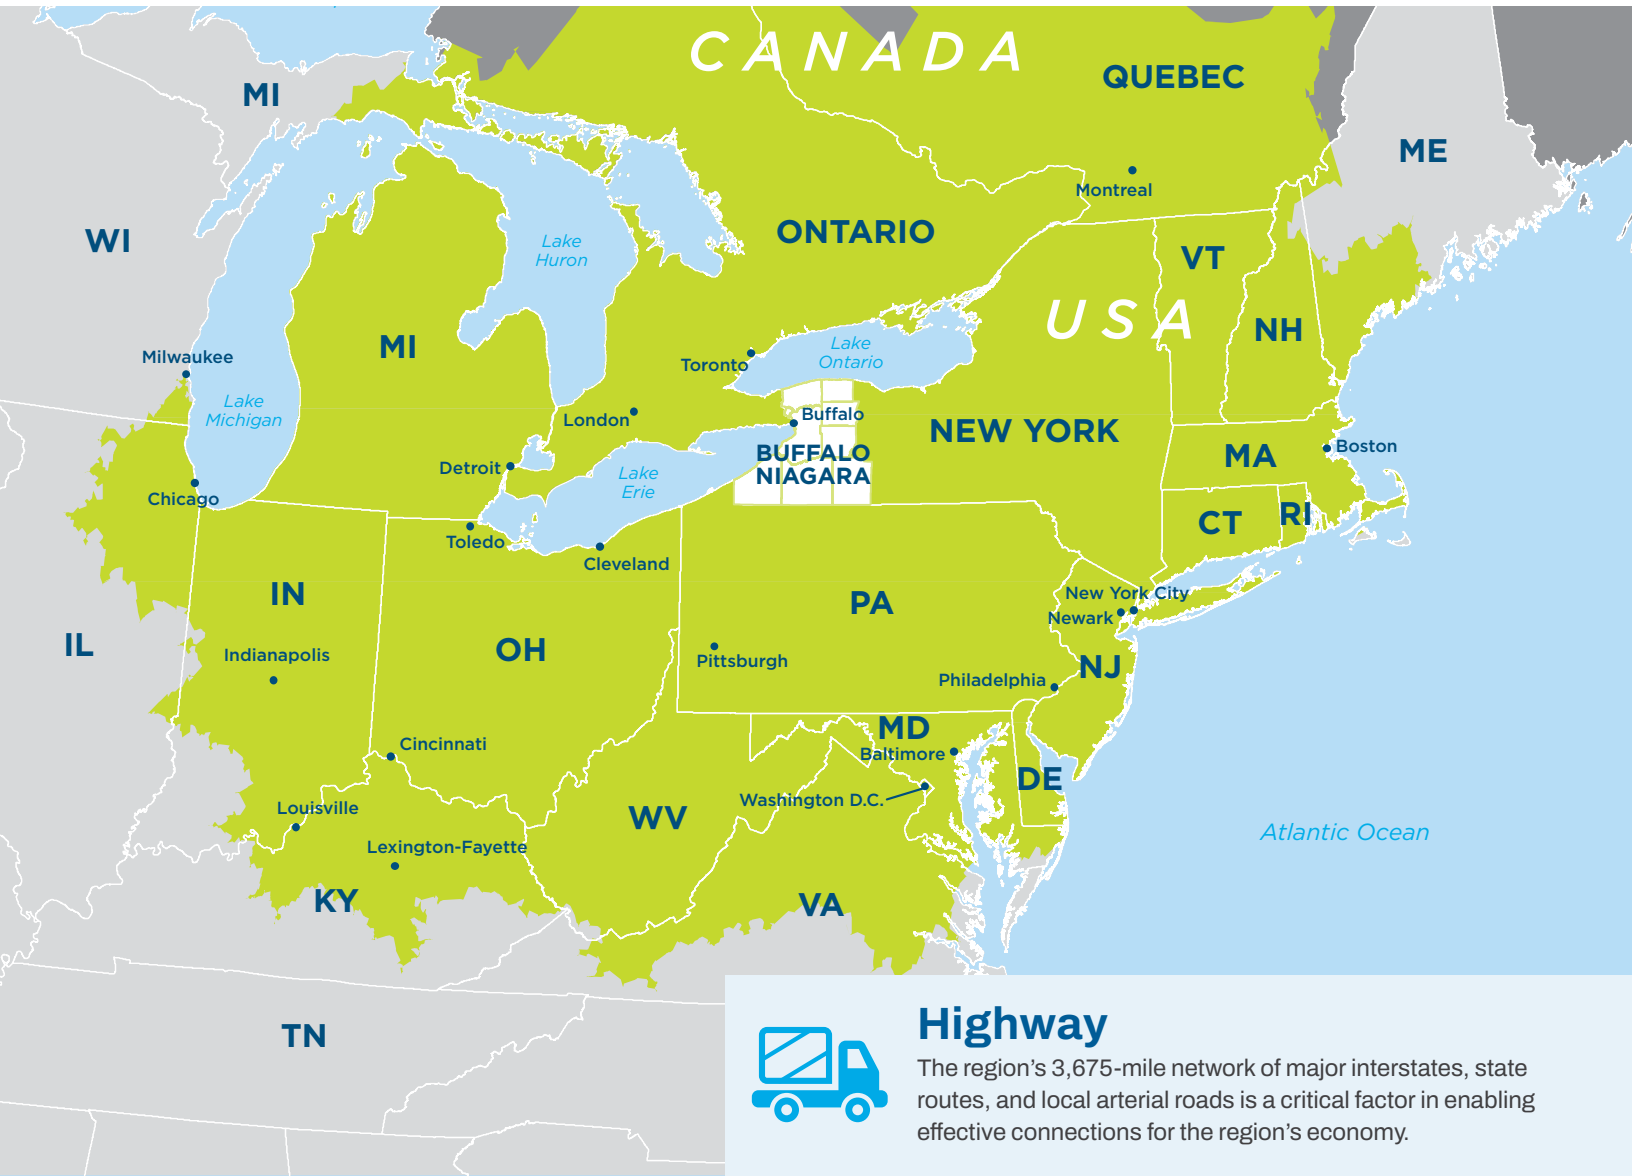 CANADA
QUEBEC
MI
ME
Montreal
ONTARIO
WI
Lake
Huron
VT
USA
NH
MI
Milwaukee
Toronto
Lake
Ontario
Lake
Michigan
London
Buffalo
NEW YORK
BUFFALO
NIAGARA
MA
Boston
Detroit
Lake
Erie
Chicago
CT
RI
Toledo
Cleveland
IN
PA
New York City
Newark
IL
OH
Indianapolis
Pittsburgh
NJ
Philadelphia
MD
Cincinnati
Baltimore
DE
Washington D.C.
Louisville
WV
Atlantic Ocean
Lexington-Fayette
KY
VA
TN
Highway
The region’s 3,675-mile network of major interstates, state
routes, and local arterial roads is a critical factor in enabling
effective connections for the region’s economy.